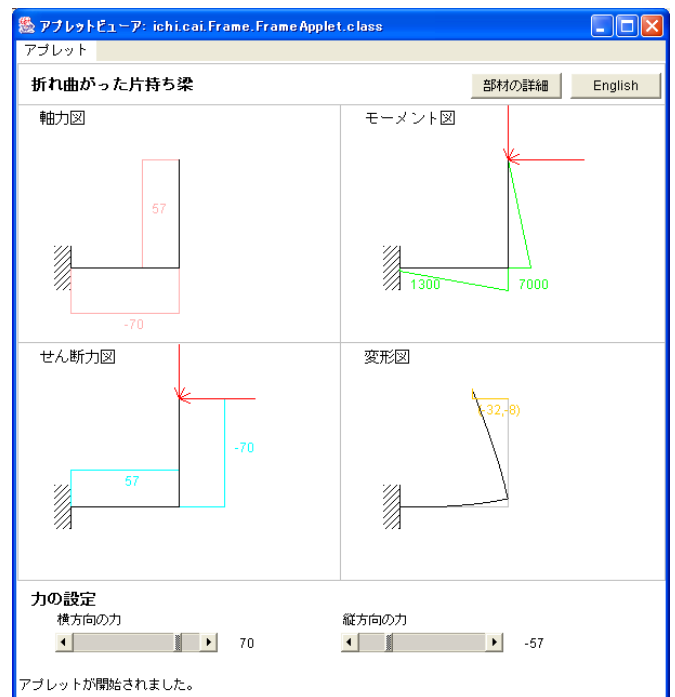 アプレットビューア: ichi.cai.Frame.FrameApplet.class
アプレット
折れ曲がった片持ち梁
部材の詳細
English
軸力図
モーメント図
57
-70
1300
7000
せん断力図
変形図
57
-70
(-32,-8)
力の設定
横方向の力
縦方向の力
70
-57
アプレットが開始されました。